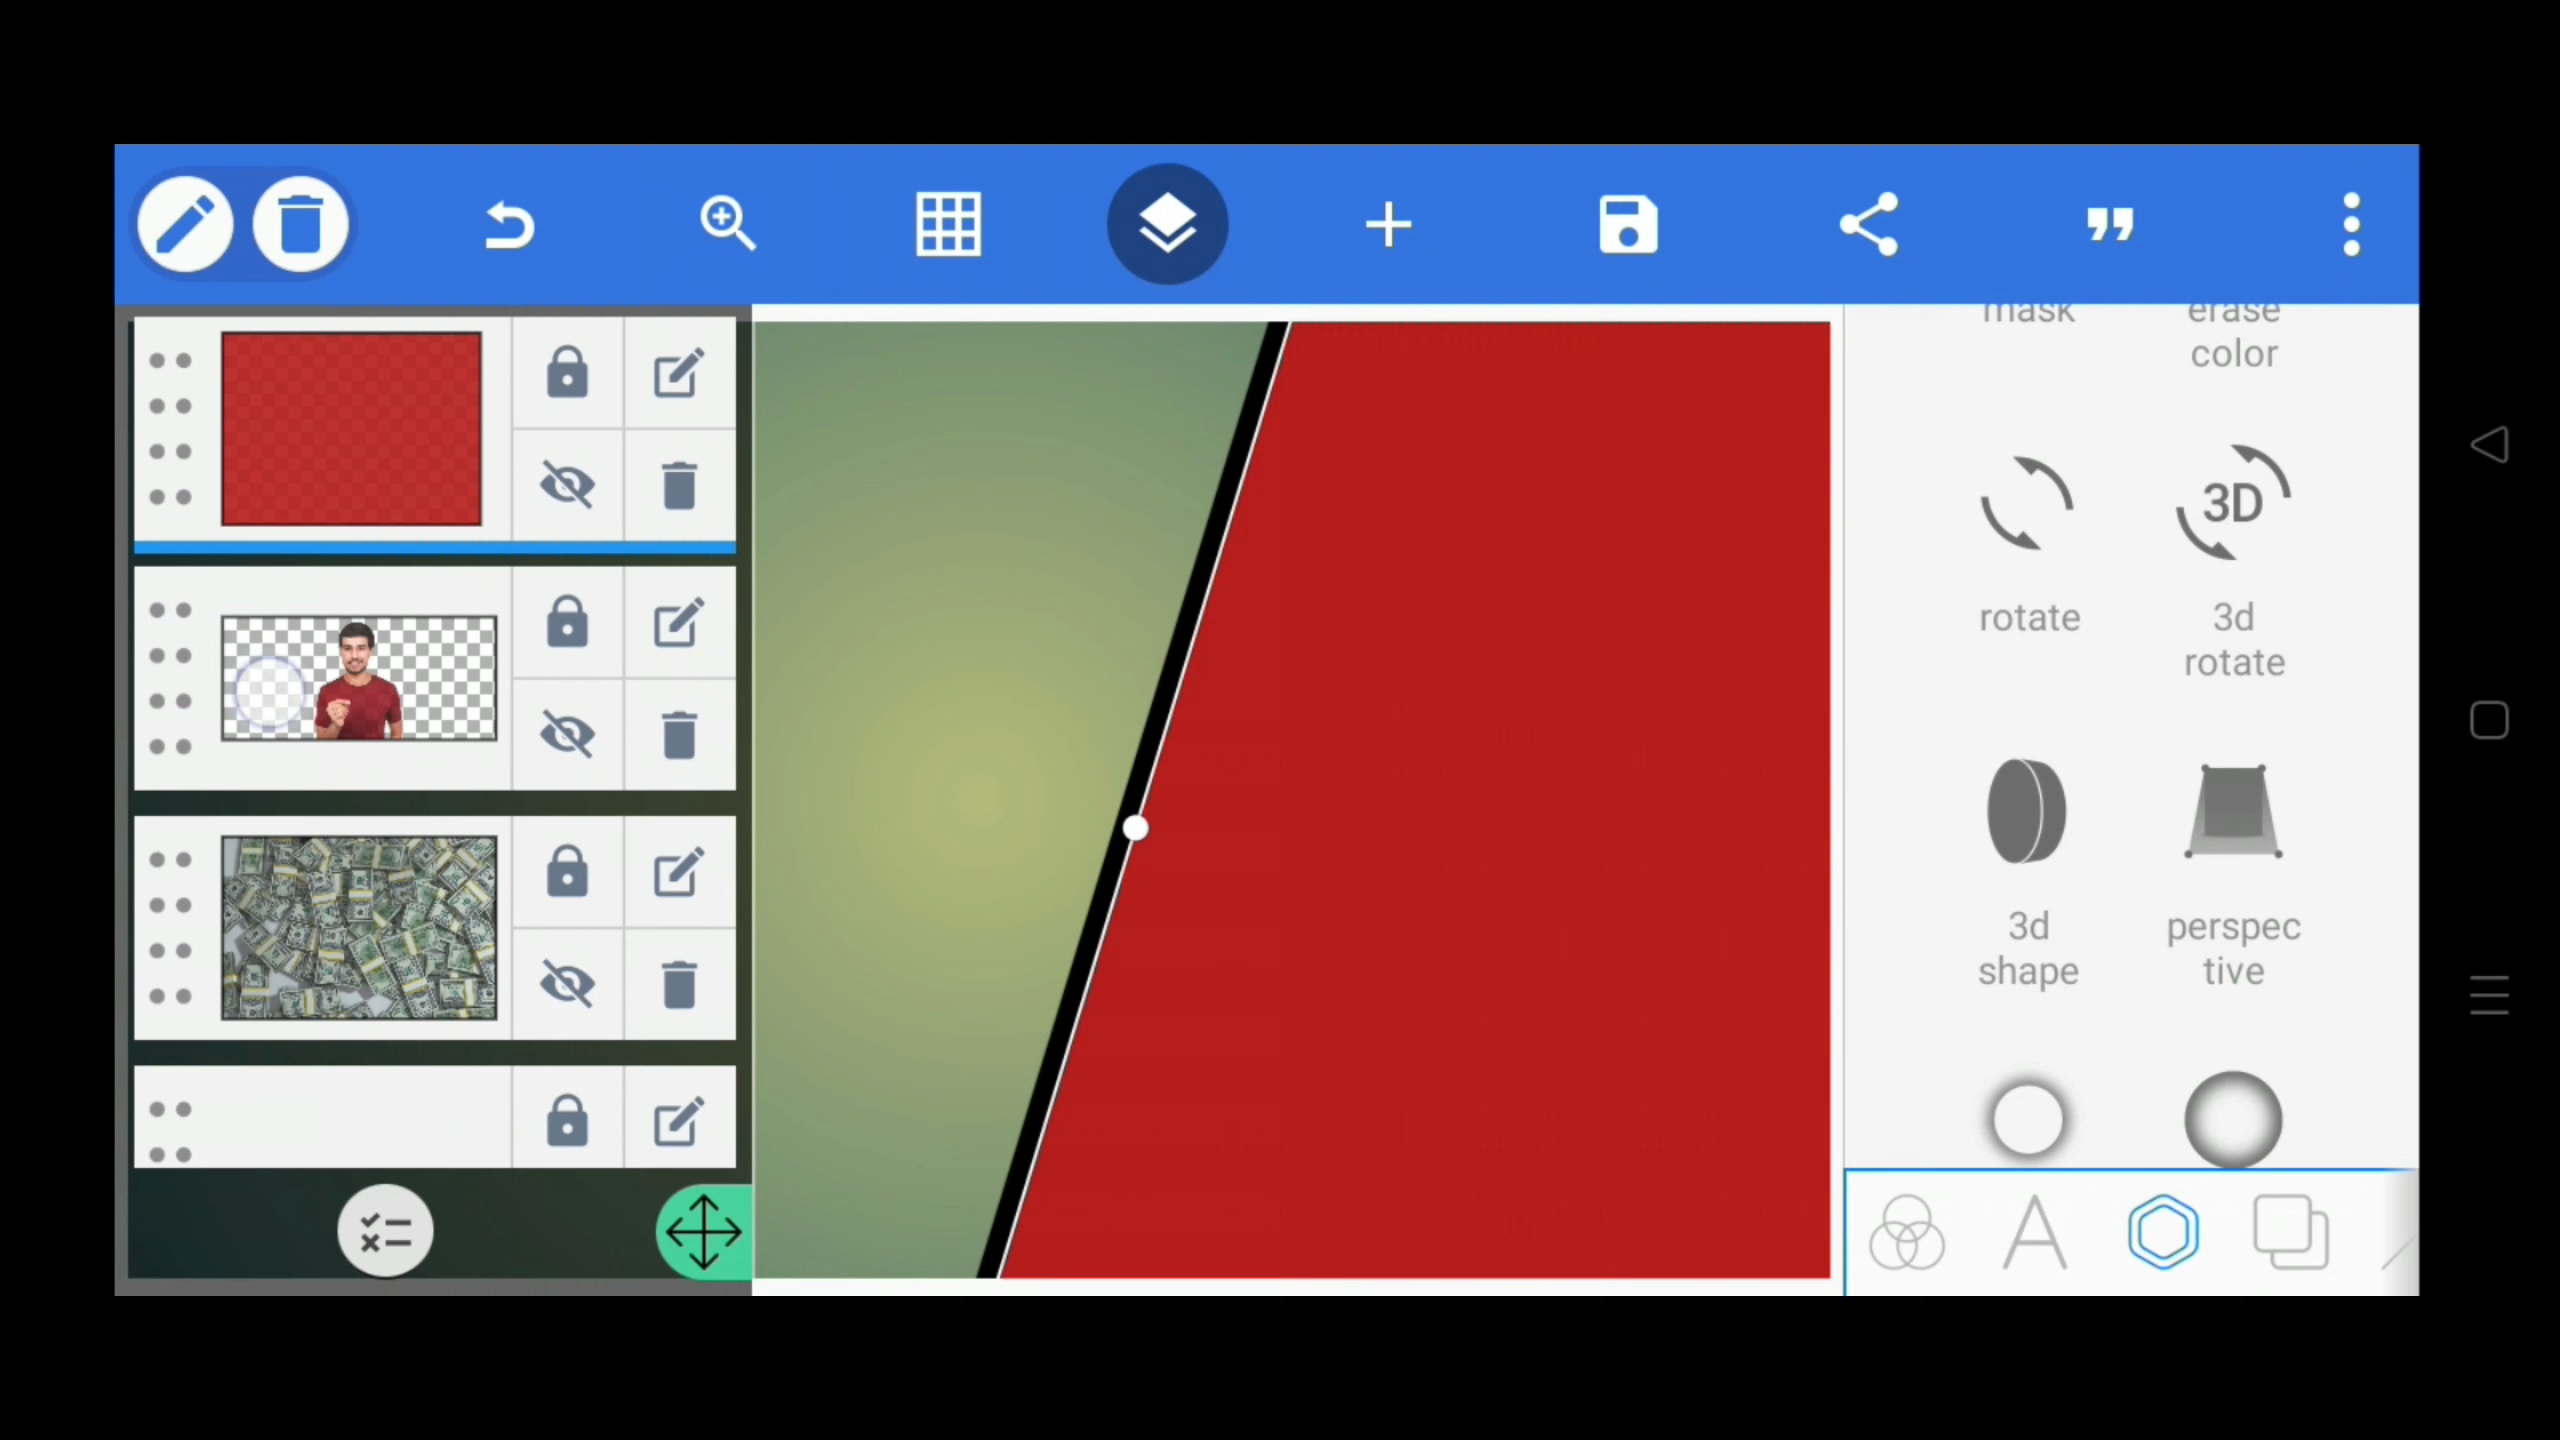 mask
erase
color
3D
rotate
3d
rotate
3d
shape
perspec
tive